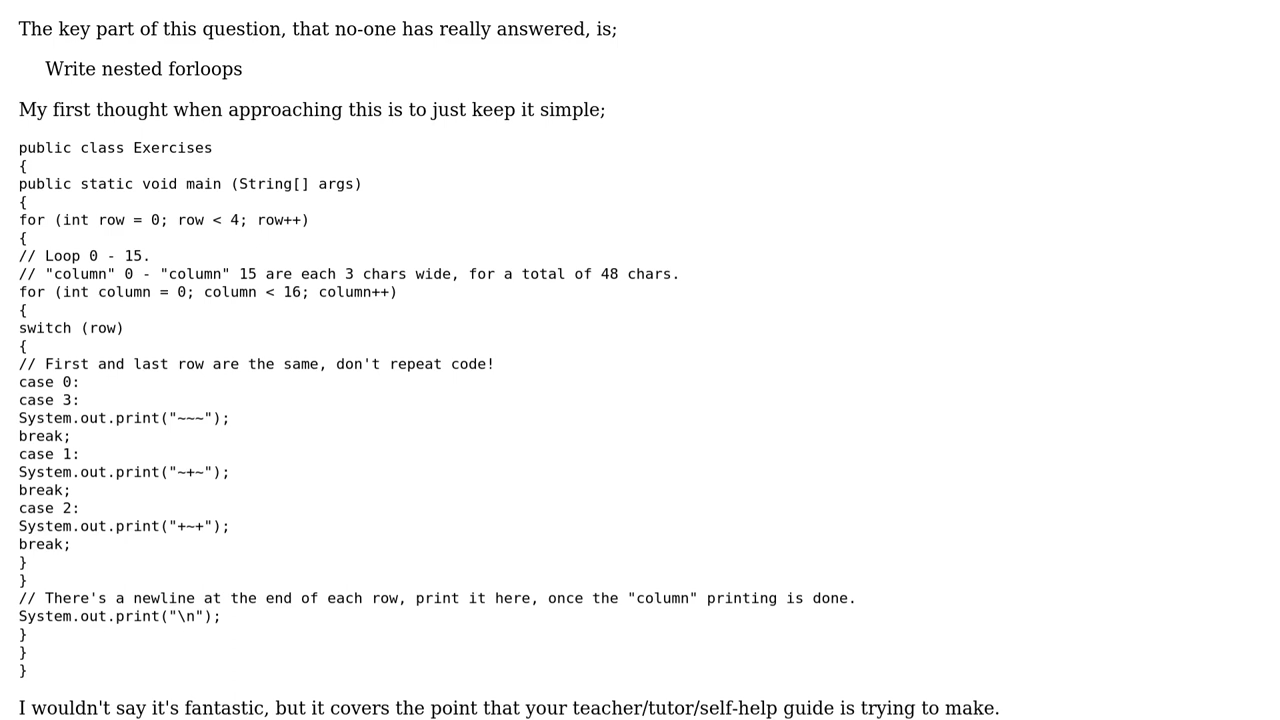 The key part of this question, that no-one has really answered, is;
Write nested forloops
My first thought when approaching this is to just keep it simple;
public class Exercises
{
public static void main (String[] args)
{
for (int row = 0; row < 4; row++)
{
// Loop 0 - 15.
// "column" 0 - "column" 15 are each 3 chars wide, for a total of 48 chars.
for (int column = 0; column < 16; column++)
{
switch (row)
{
// First and last row are the same, don't repeat code!
case 0:
case 3:
System.out.print("~~~");
break;
case 1:
System.out.print("~+~");
break;
case 2:
System.out.print("+~+");
break;
}
}
// There's a newline at the end of each row, print it here, once the "column" printing is done.
System.out.print("\n");
}
}
}
I wouldn't say it's fantastic, but it covers the point that your teacher/tutor/self-help guide is trying to make.